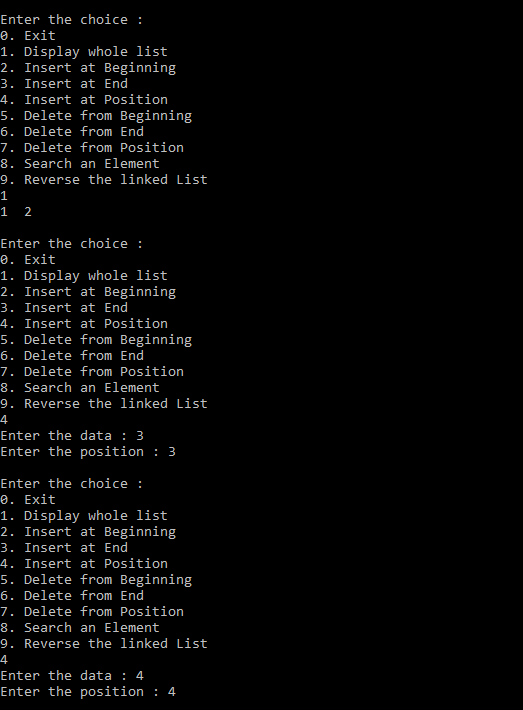 Enter the choice :
0. Exit
1. Display whole list
2. Insert at Beginning
3. Insert at End
4. Insert at Position
5. Delete from Beginning
6. Delete from End
7. Delete from Position
8. Search an Element
9. Reverse the linked List
1
1  2

Enter the choice :
0. Exit
1. Display whole list
2. Insert at Beginning
3. Insert at End
4. Insert at Position
5. Delete from Beginning
6. Delete from End
7. Delete from Position
8. Search an Element
9. Reverse the linked List
4
Enter the data : 3
Enter the position : 3

Enter the choice :
0. Exit
1. Display whole list
2. Insert at Beginning
3. Insert at End
4. Insert at Position
5. Delete from Beginning
6. Delete from End
7. Delete from Position
8. Search an Element
9. Reverse the linked List
4
Enter the data : 4
Enter the position : 4